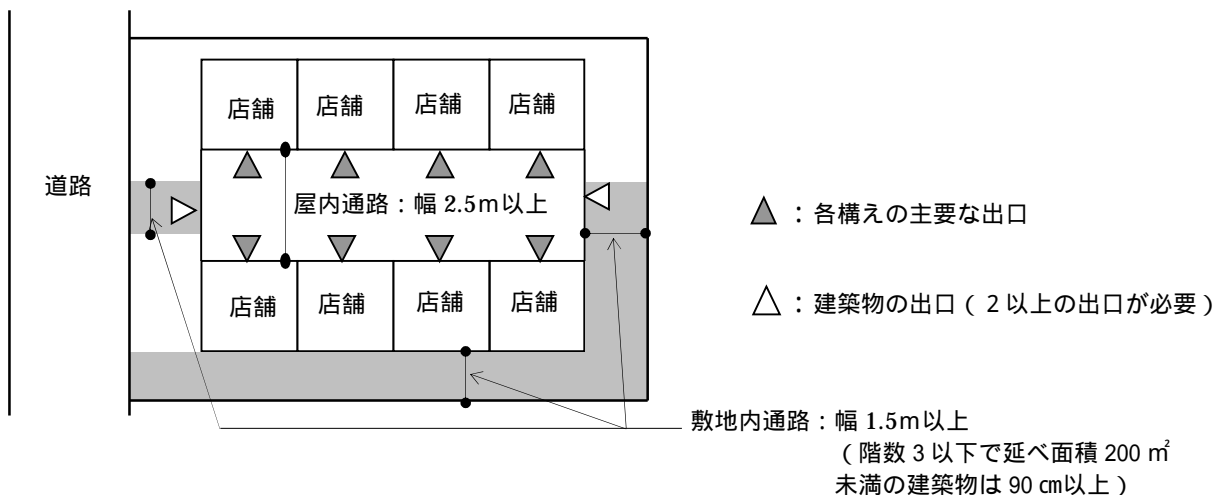 店舗 店舗 店舗 店舗
道路
屋内通路：幅 2.5ｍ以上
：各構えの主要な出口
店舗 店舗 店舗 店舗
：建築物の出口（２以上の出口が必要）
敷地内通路：幅 1.5ｍ以上
（階数 3 以下で延べ面積 200 ㎡
未満の建築物は 90 ㎝以上）